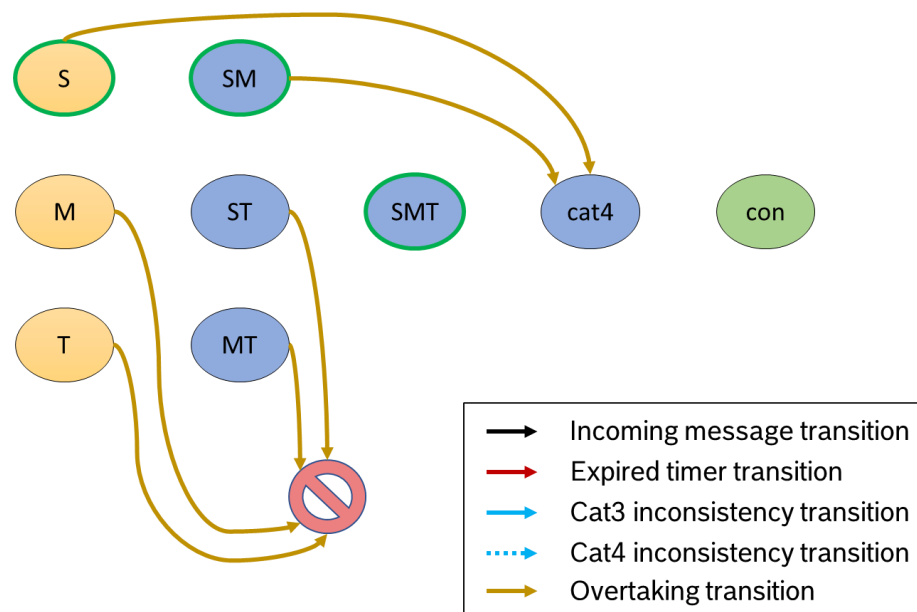 S
SM
M
ST
SMT
cat4
con
T
MT
Incoming message transition
Expired timer transition
Cat3 inconsistency transition
Cat4 inconsistency transition
Overtaking transition